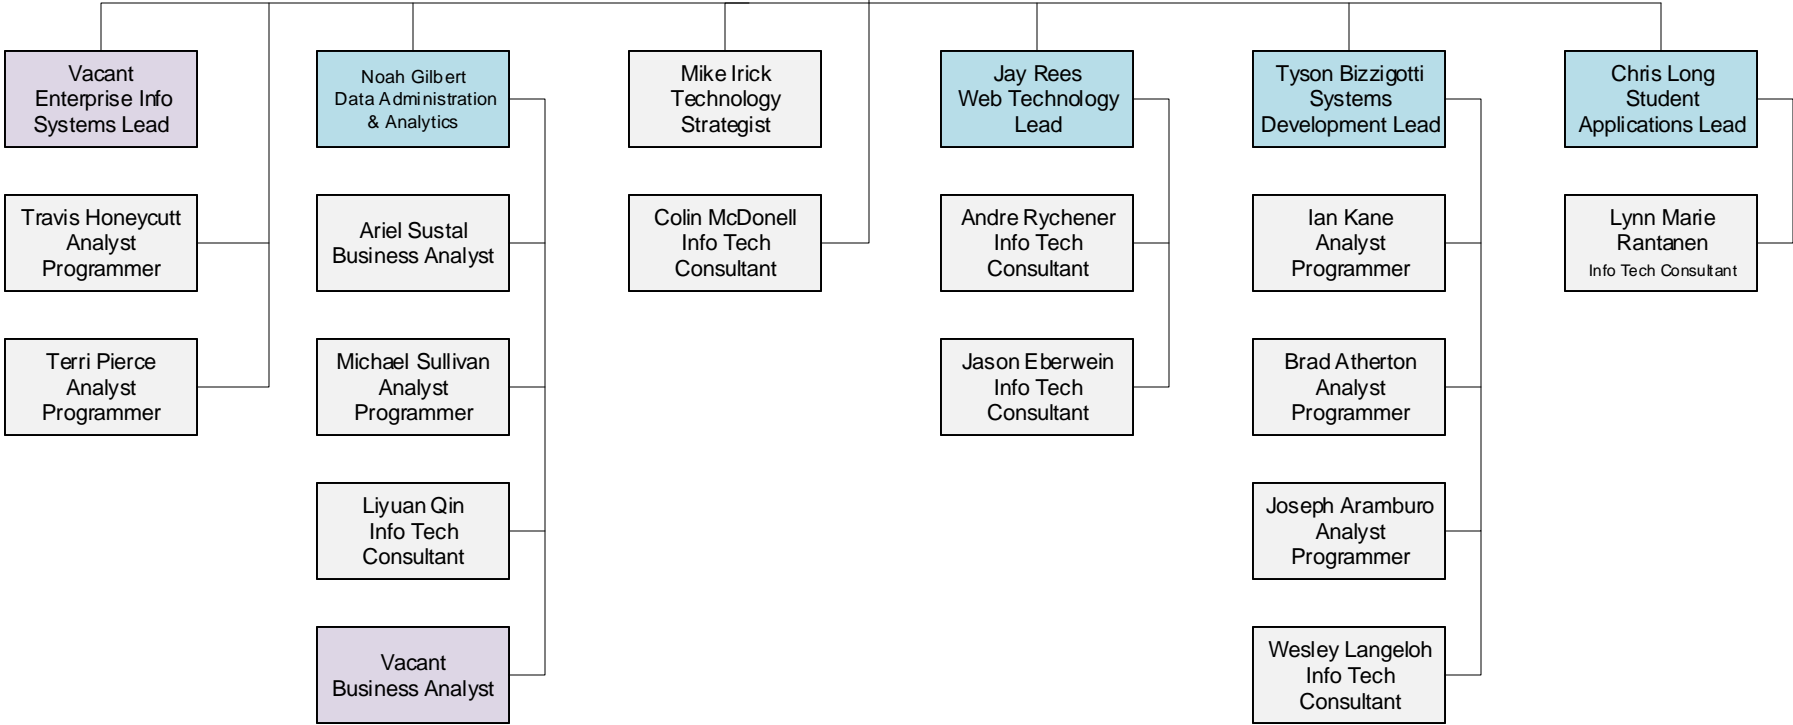 Vacant
Enterprise Info
Systems Lead
Noah Gilbert
Data Administration
& Analytics
Mike Irick
Technology
Strategist
Jay Rees
Web Technology
Lead
Tyson Bizzigotti
Systems
Development Lead
Chris Long
Student
Applications Lead
Travis Honeycutt
Analyst
Programmer
Ariel Sustal
Business Analyst
Colin McDonell
Info Tech
Consultant
Andre Rychener
Info Tech
Consultant
Ian Kane
Analyst
Programmer
Lynn Marie
Rantanen
Info Tech Consultant
Terri Pierce
Analyst
Programmer
Michael Sullivan
Analyst
Programmer
Jason Eberwein
Info Tech
Consultant
Brad Atherton
Analyst
Programmer
Liyuan Qin
Info Tech
Consultant
Joseph Aramburo
Analyst
Programmer
Vacant
Business Analyst
Wesley Langeloh
Info Tech
Consultant